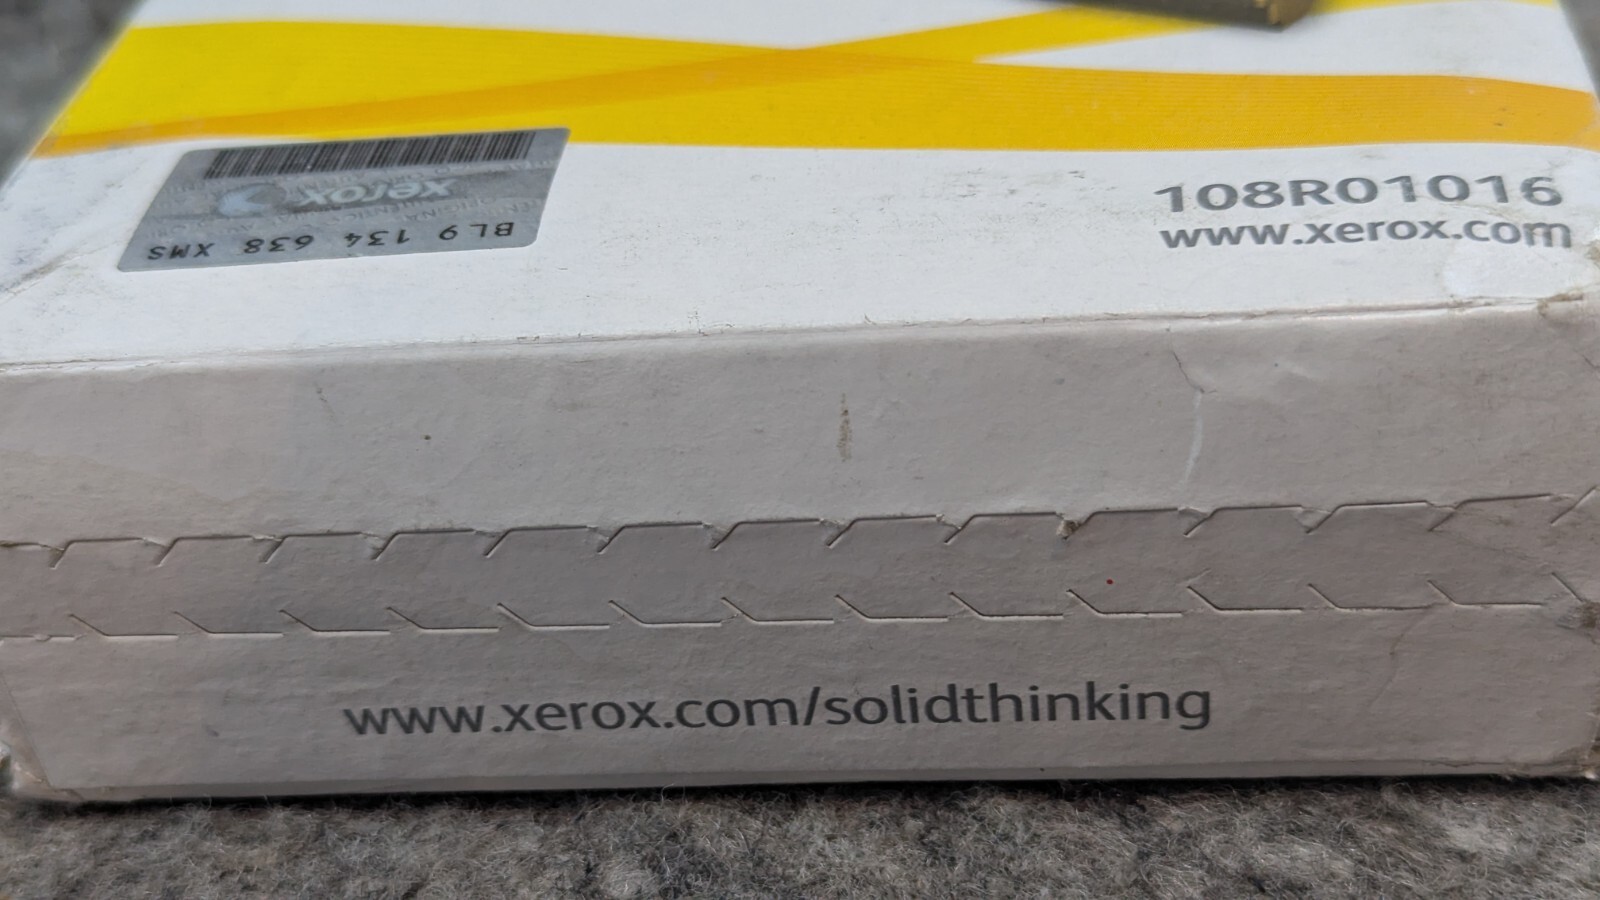 xerox
BL9 134 638 XMS
108R01016
www.xerox.com
www.xerox.com/solidthinking